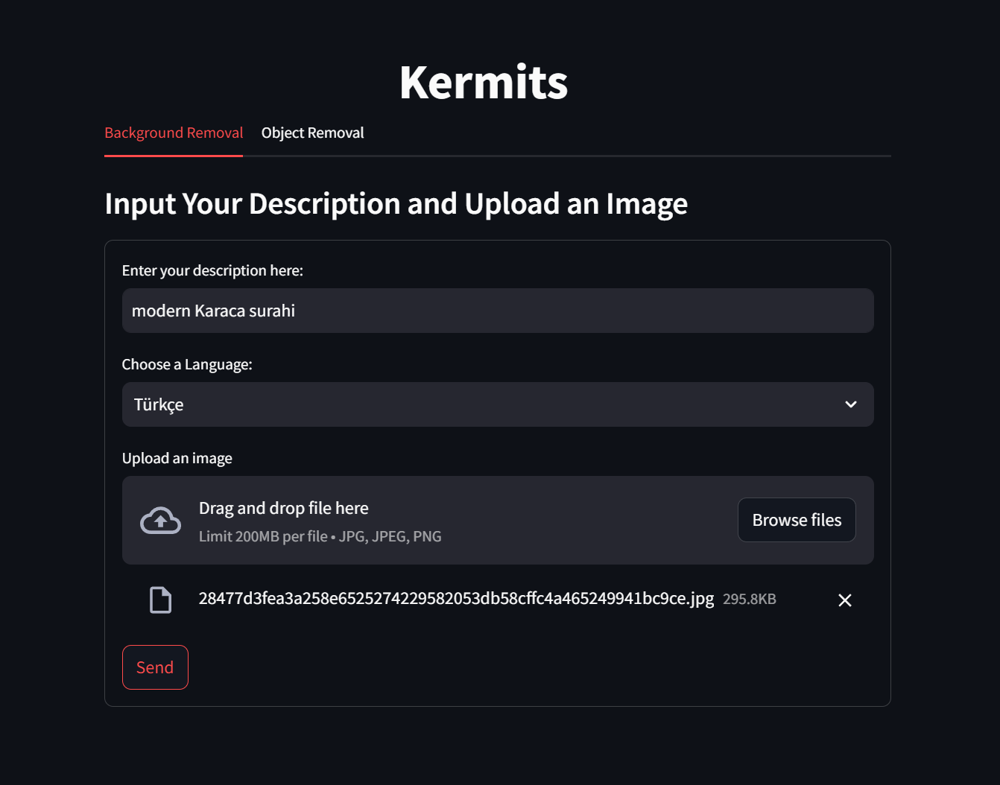 Kermits
Background Removal Object Removal
Input Your Description and Upload an Image
Enter your description here:
modern Karaca surahi
Choose a Language:
Türkçe
Upload an image
Drag and drop file here
Limit 200MB per file • JPG, JPEG, PNG
Browse files
28477d3fea3a258e6525274229582053db58cffc4a465249941bc9ce.jpg 295.8KB
Send